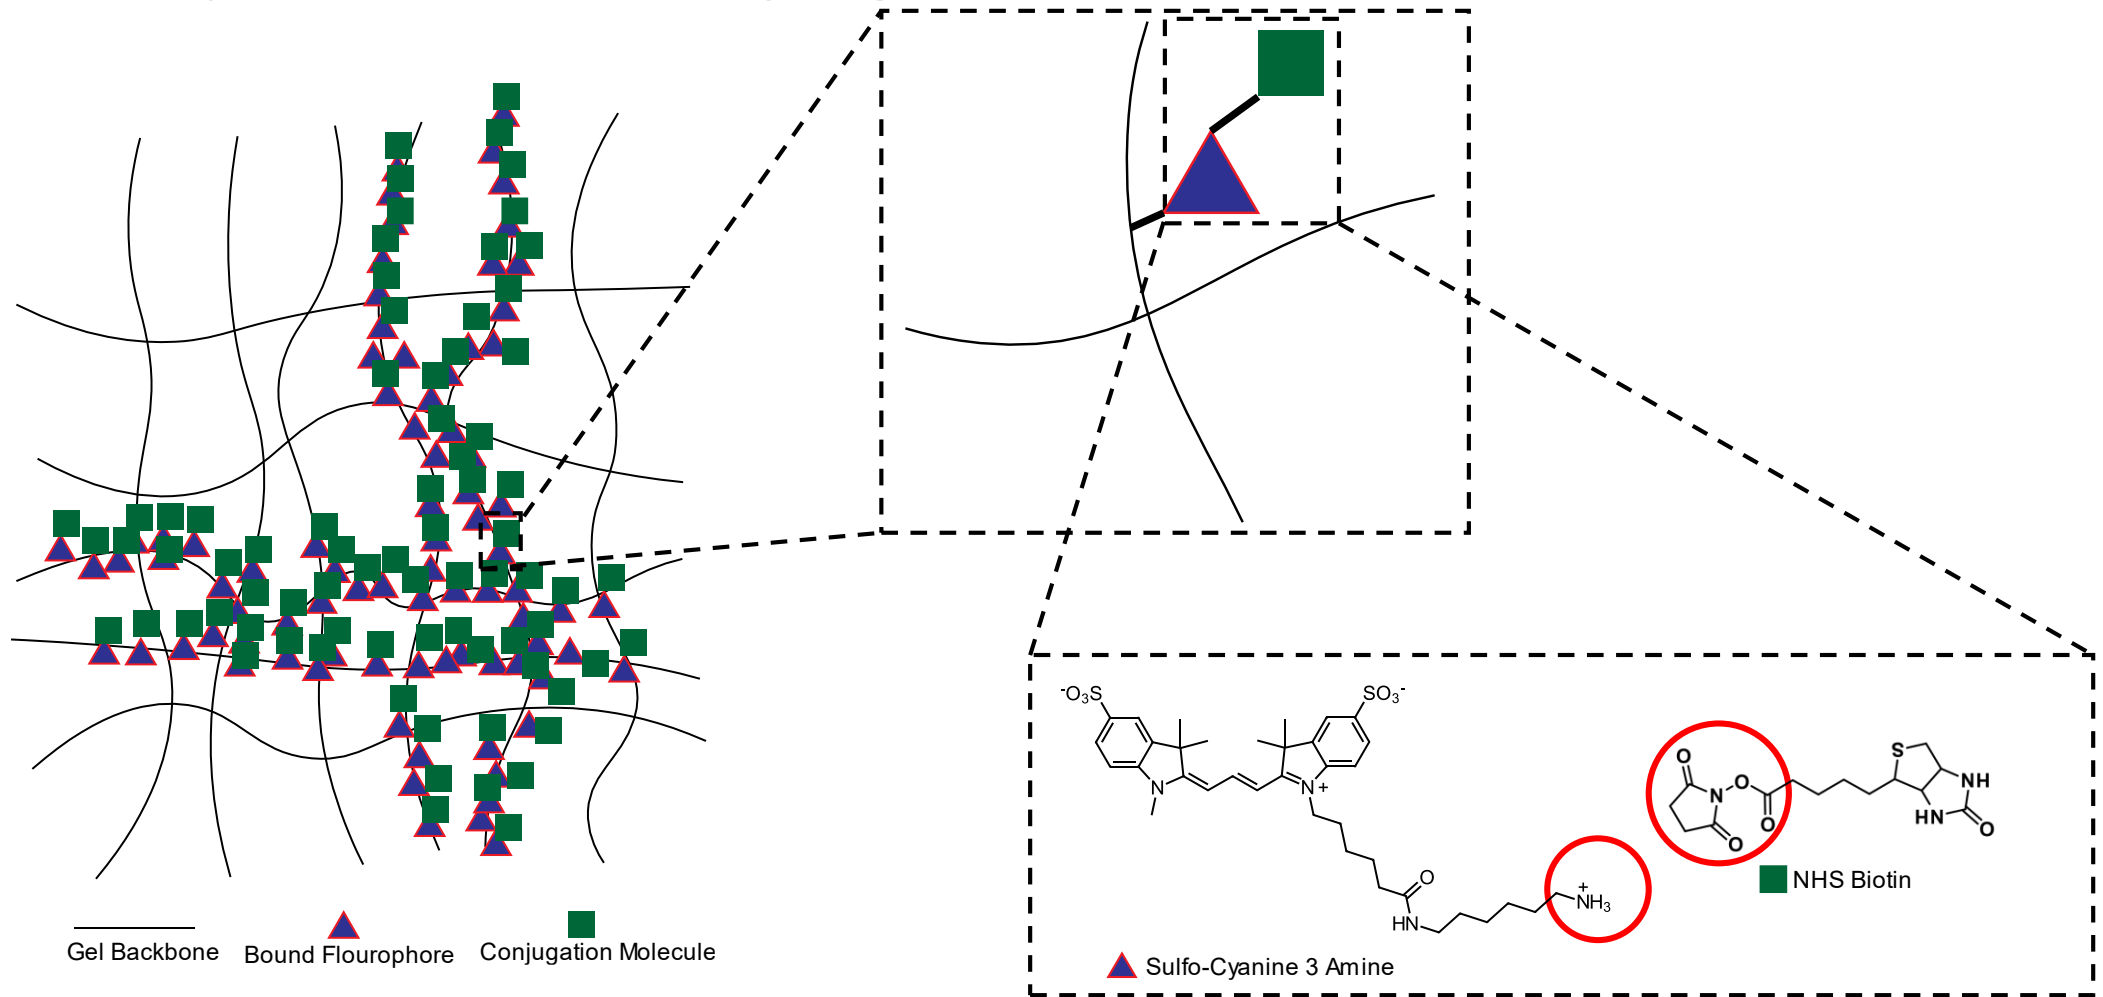 Gel Backbone
Bound Flourophore
Conjugation Molecule
-O3S
SO3-
N
N
+
O
HN
+
NH3
Sulfo-Cyanine 3 Amine
O
N
O
O
O
S
NH
HN
O
NHS Biotin